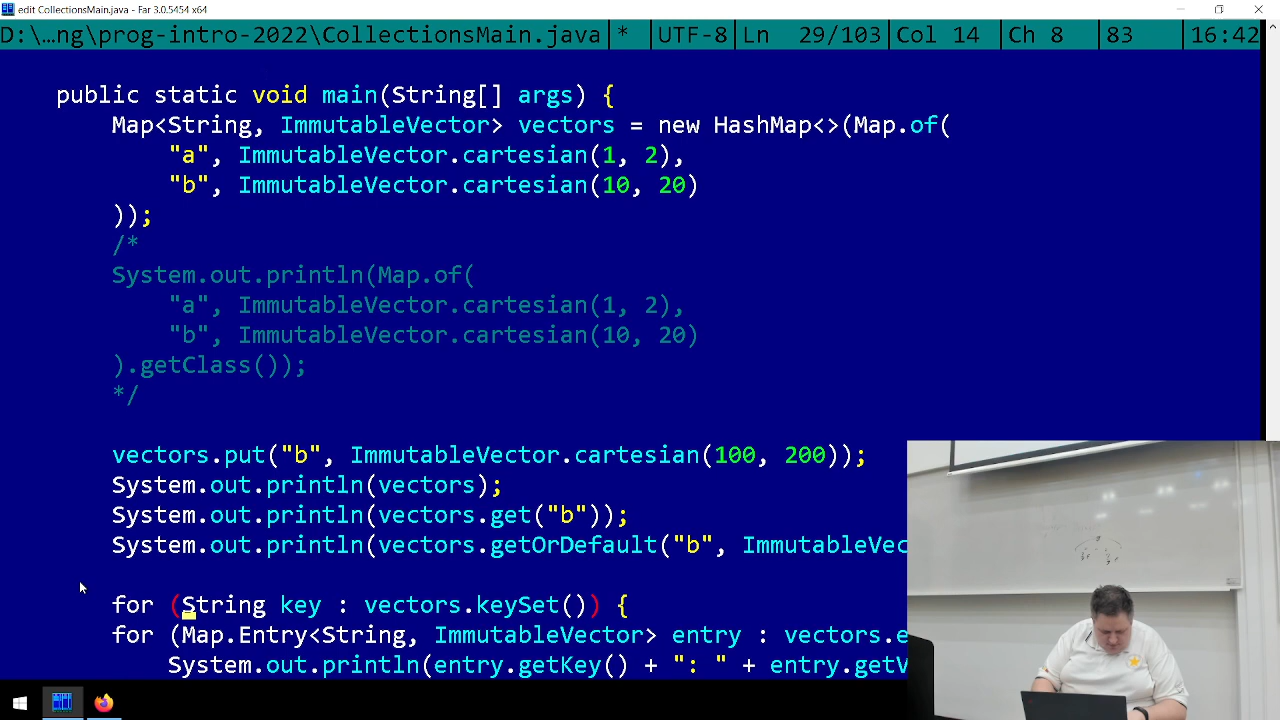 edit CollectionsMain.java - Far 3.0.5454 x64
D:\…ng\prog-intro-2022\CollectionsMain.java * UTF-8 Ln 29/103 Col 14 Ch 8 83 16:42
public static void main(String[] args) {
Map<String, ImmutableVector> vectors = new HashMap<>(Map.of(
"a", ImmutableVector.cartesian(1, 2),
"b", ImmutableVector.cartesian(10, 20)
));
/*
System.out.println(Map.of(
"a", ImmutableVector.cartesian(1, 2),
"b", ImmutableVector.cartesian(10, 20)
).getClass());
*/
vectors.put("b", ImmutableVector.cartesian(100, 200));
System.out.println(vectors);
System.out.println(vectors.get("b"));
System.out.println(vectors.getOrDefault("b", ImmutableVec
for (String key : vectors.keySet()) {
for (Map.Entry<String, ImmutableVector> entry : vectors.e
System.out.println(entry.getKey() + ": " + entry.getV